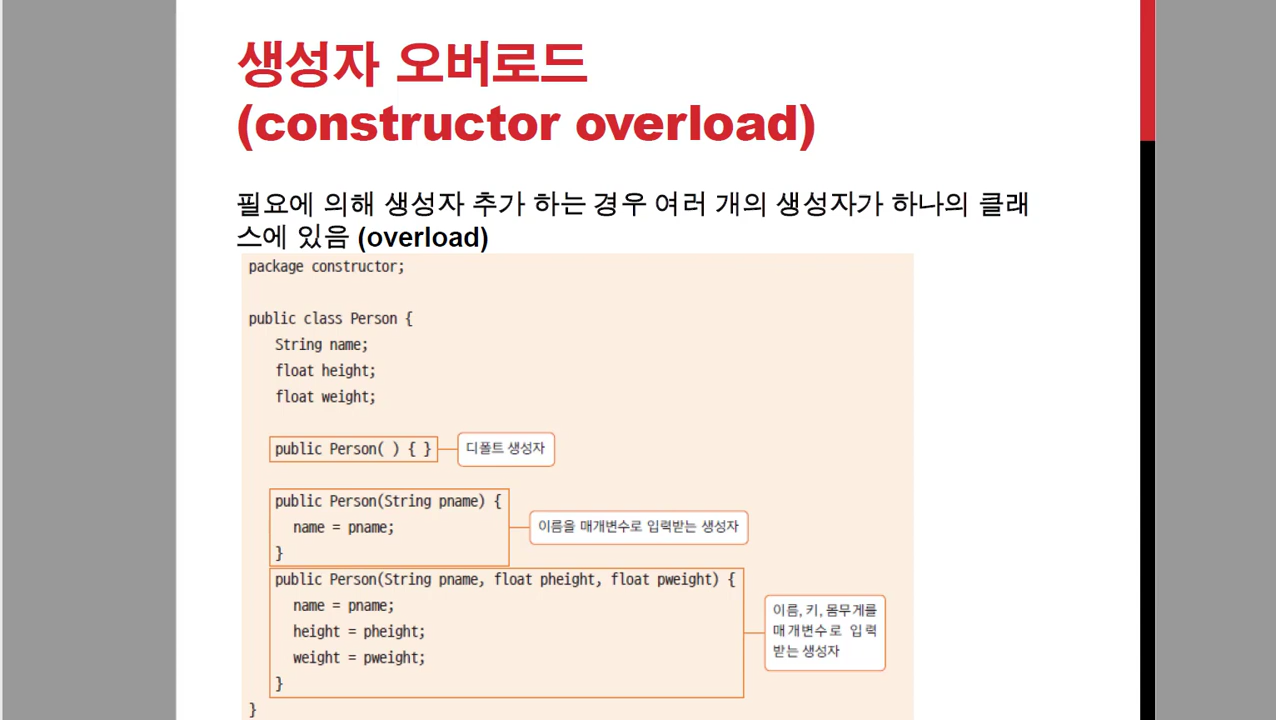 생성자 오버로드
(constructor overload)
필요에 의해 생성자 추가 하는 경우 여러 개의 생성자가 하나의 클래
스에 있음 (overload)
package constructor;
public class Person {
String name;
float height;
float weight;
public Person( ) { }
디폴트 생성자
public Person(String pname) {
name = pname;
}
이름을 매개변수로 입력받는 생성자
public Person(String pname, float pheight, float pweight) {
name = pname;
height = pheight;
weight = pweight;
}
이름, 키, 몸무게를
매개변수로 입력
받는 생성자
}